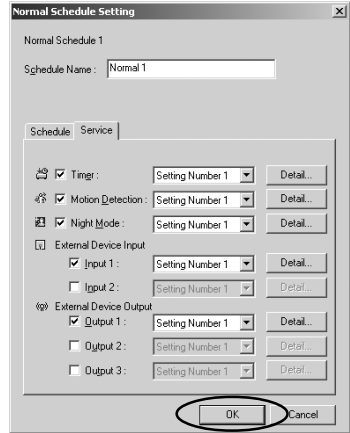 Normal Schedule Setting
Normal Schedule 1
Schedule Name : Normal 1
Schedule Service
Timer : Setting Number 1 Detail...
Motion Detection : Setting Number 1 Detail...
Night Mode : Setting Number 1 Detail...
External Device Input
Input 1 : Setting Number 1 Detail...
Input 2 : Setting Number 1 Detail...
External Device Output
Output 1 : Setting Number 1 Detail...
Output 2 : Setting Number 1 Detail...
Output 3 : Setting Number 1 Detail...
OK Cancel